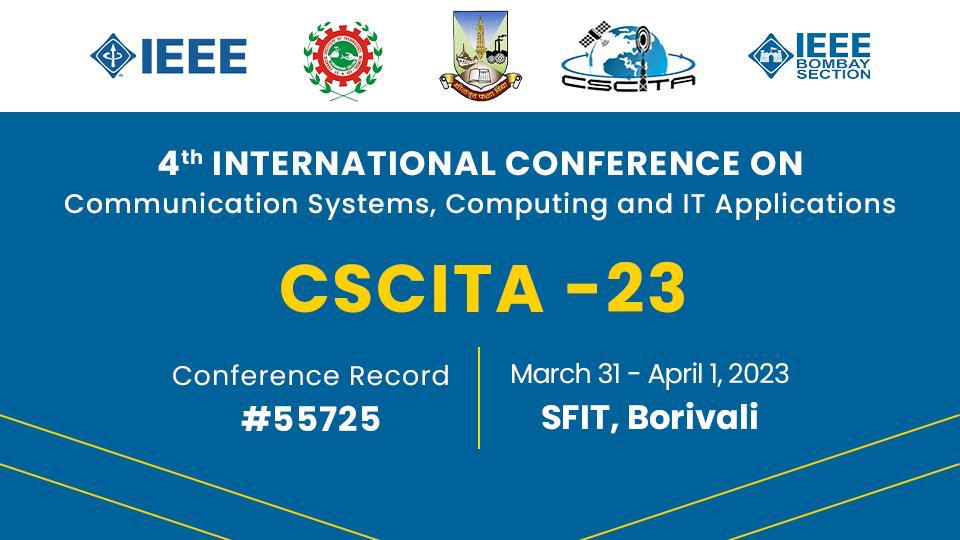 IEEE
CSCITA
IEEE
BOMBAY
SECTION
4th INTERNATIONAL CONFERENCE ON
Communication Systems, Computing and IT Applications
CSCITA -23
Conference Record
#55725
March 31 - April 1, 2023
SFIT, Borivali